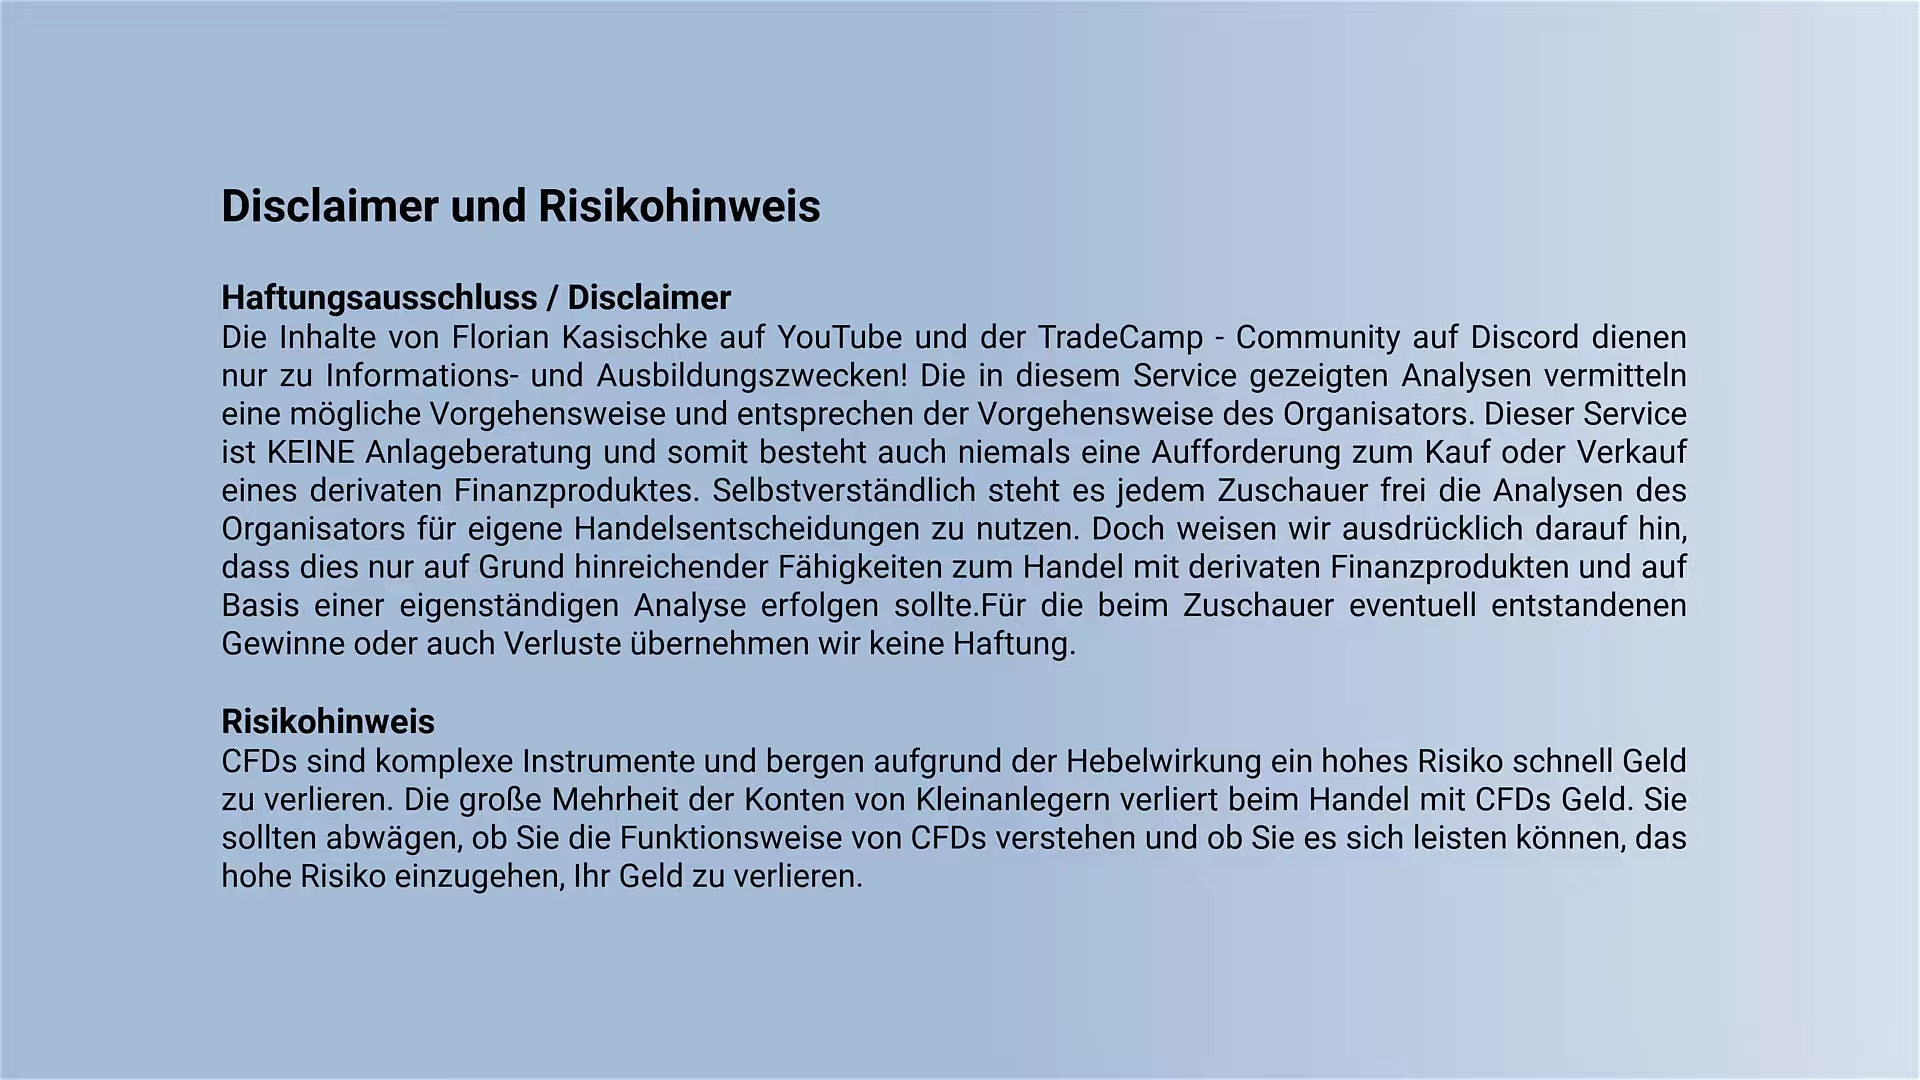 Disclaimer und Risikohinweis
Haftungsausschluss / Disclaimer
Die Inhalte von Florian Kasischke auf YouTube und der TradeCamp - Community auf Discord dienen
nur zu Informations- und Ausbildungszwecken! Die in diesem Service gezeigten Analysen vermitteln
eine mögliche Vorgehensweise und entsprechen der Vorgehensweise des Organisators. Dieser Service
ist KEINE Anlageberatung und somit besteht auch niemals eine Aufforderung zum Kauf oder Verkauf
eines derivaten Finanzproduktes. Selbstverständlich steht es jedem Zuschauer frei die Analysen des
Organisators für eigene Handelsentscheidungen zu nutzen. Doch weisen wir ausdrücklich darauf hin,
dass dies nur auf Grund hinreichender Fähigkeiten zum Handel mit derivaten Finanzprodukten und auf
Basis einer eigenständigen Analyse erfolgen sollte.Für die beim Zuschauer eventuell entstandenen
Gewinne oder auch Verluste übernehmen wir keine Haftung.
Risikohinweis
CFDs sind komplexe Instrumente und bergen aufgrund der Hebelwirkung ein hohes Risiko schnell Geld
zu verlieren. Die große Mehrheit der Konten von Kleinanlegern verliert beim Handel mit CFDs Geld. Sie
sollten abwägen, ob Sie die Funktionsweise von CFDs verstehen und ob Sie es sich leisten können, das
hohe Risiko einzugehen, Ihr Geld zu verlieren.